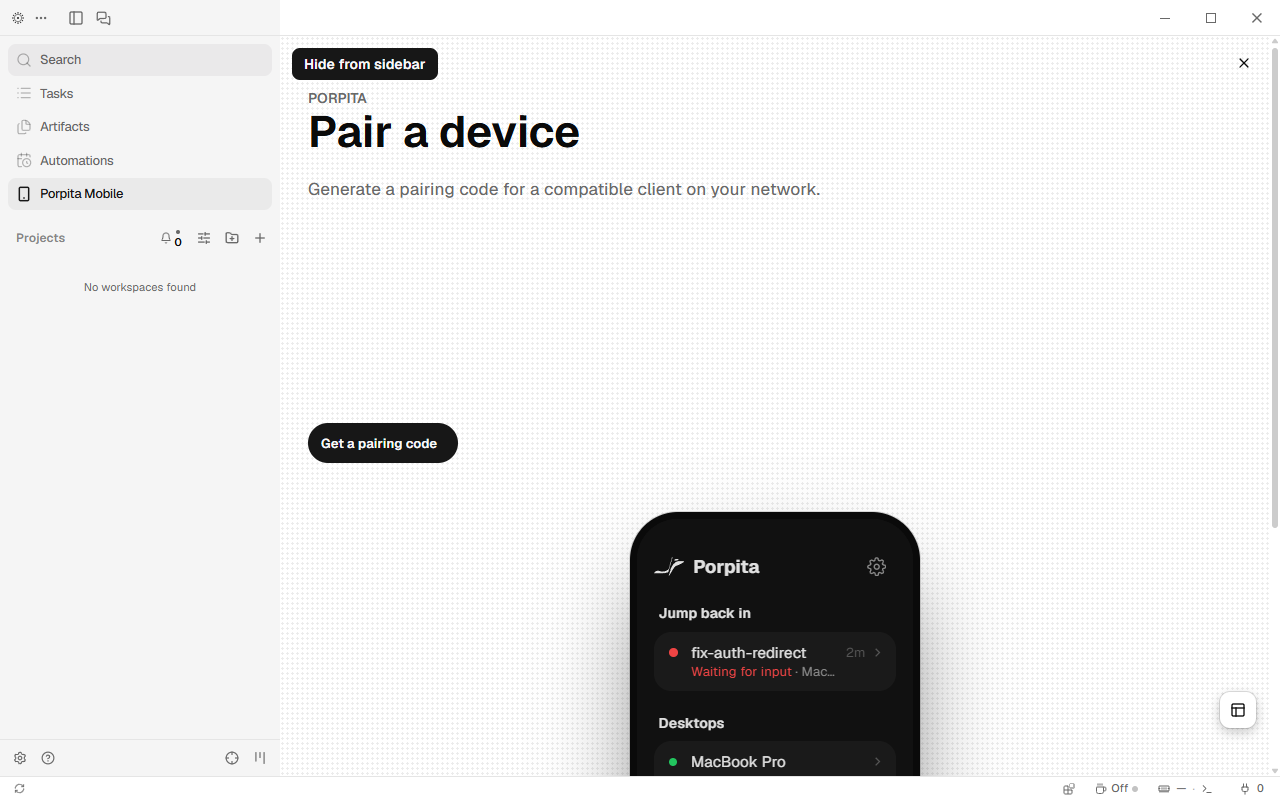 Search
Tasks
Artifacts
Automations
Porpita Mobile
Projects
0
No workspaces found
Hide from sidebar
PORPITA
Pair a device
Generate a pairing code for a compatible client on your network.
Get a pairing code
Porpita
Jump back in
fix-auth-redirect 2m
Waiting for input · Mac...
Desktops
MacBook Pro
Off
0